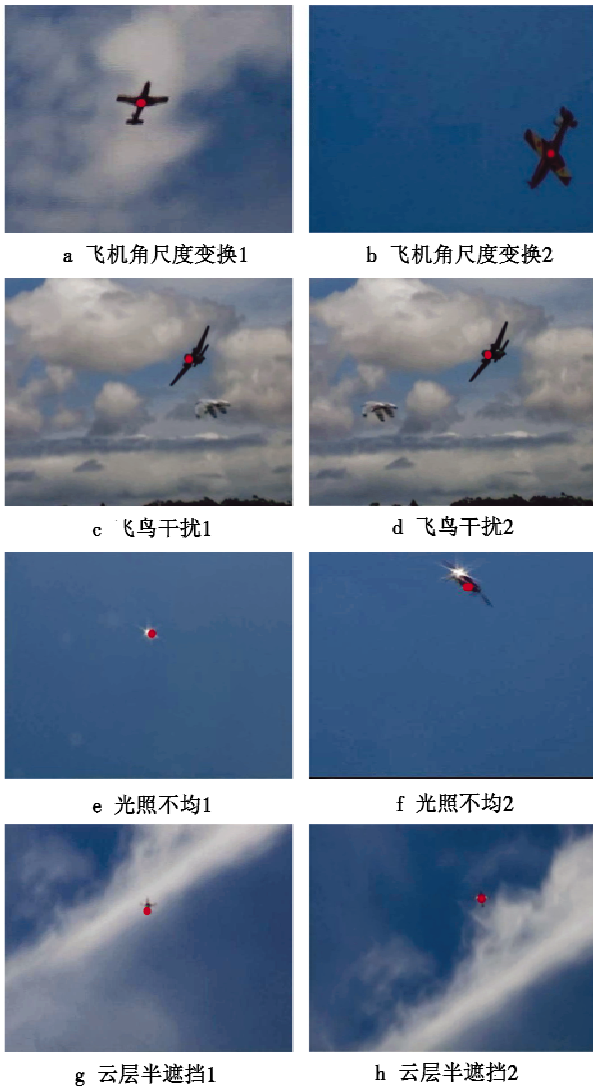 a 飞机角尺度变换1
b 飞机角尺度变换2
c 飞鸟干扰1
d 飞鸟干扰2
e 光照不均1
f 光照不均2
g 云层半遮挡1
h 云层半遮挡2